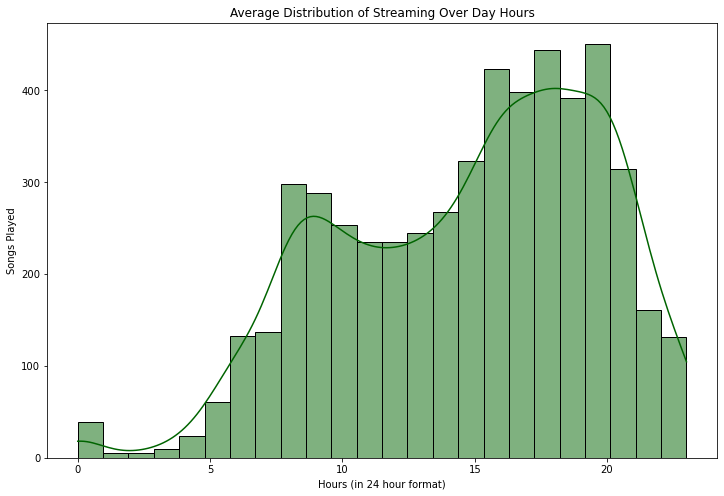 Average Distribution of Streaming Over Day Hours
Songs Played
400
300
200
100
0
0 5 10 15 20
Hours (in 24 hour format)